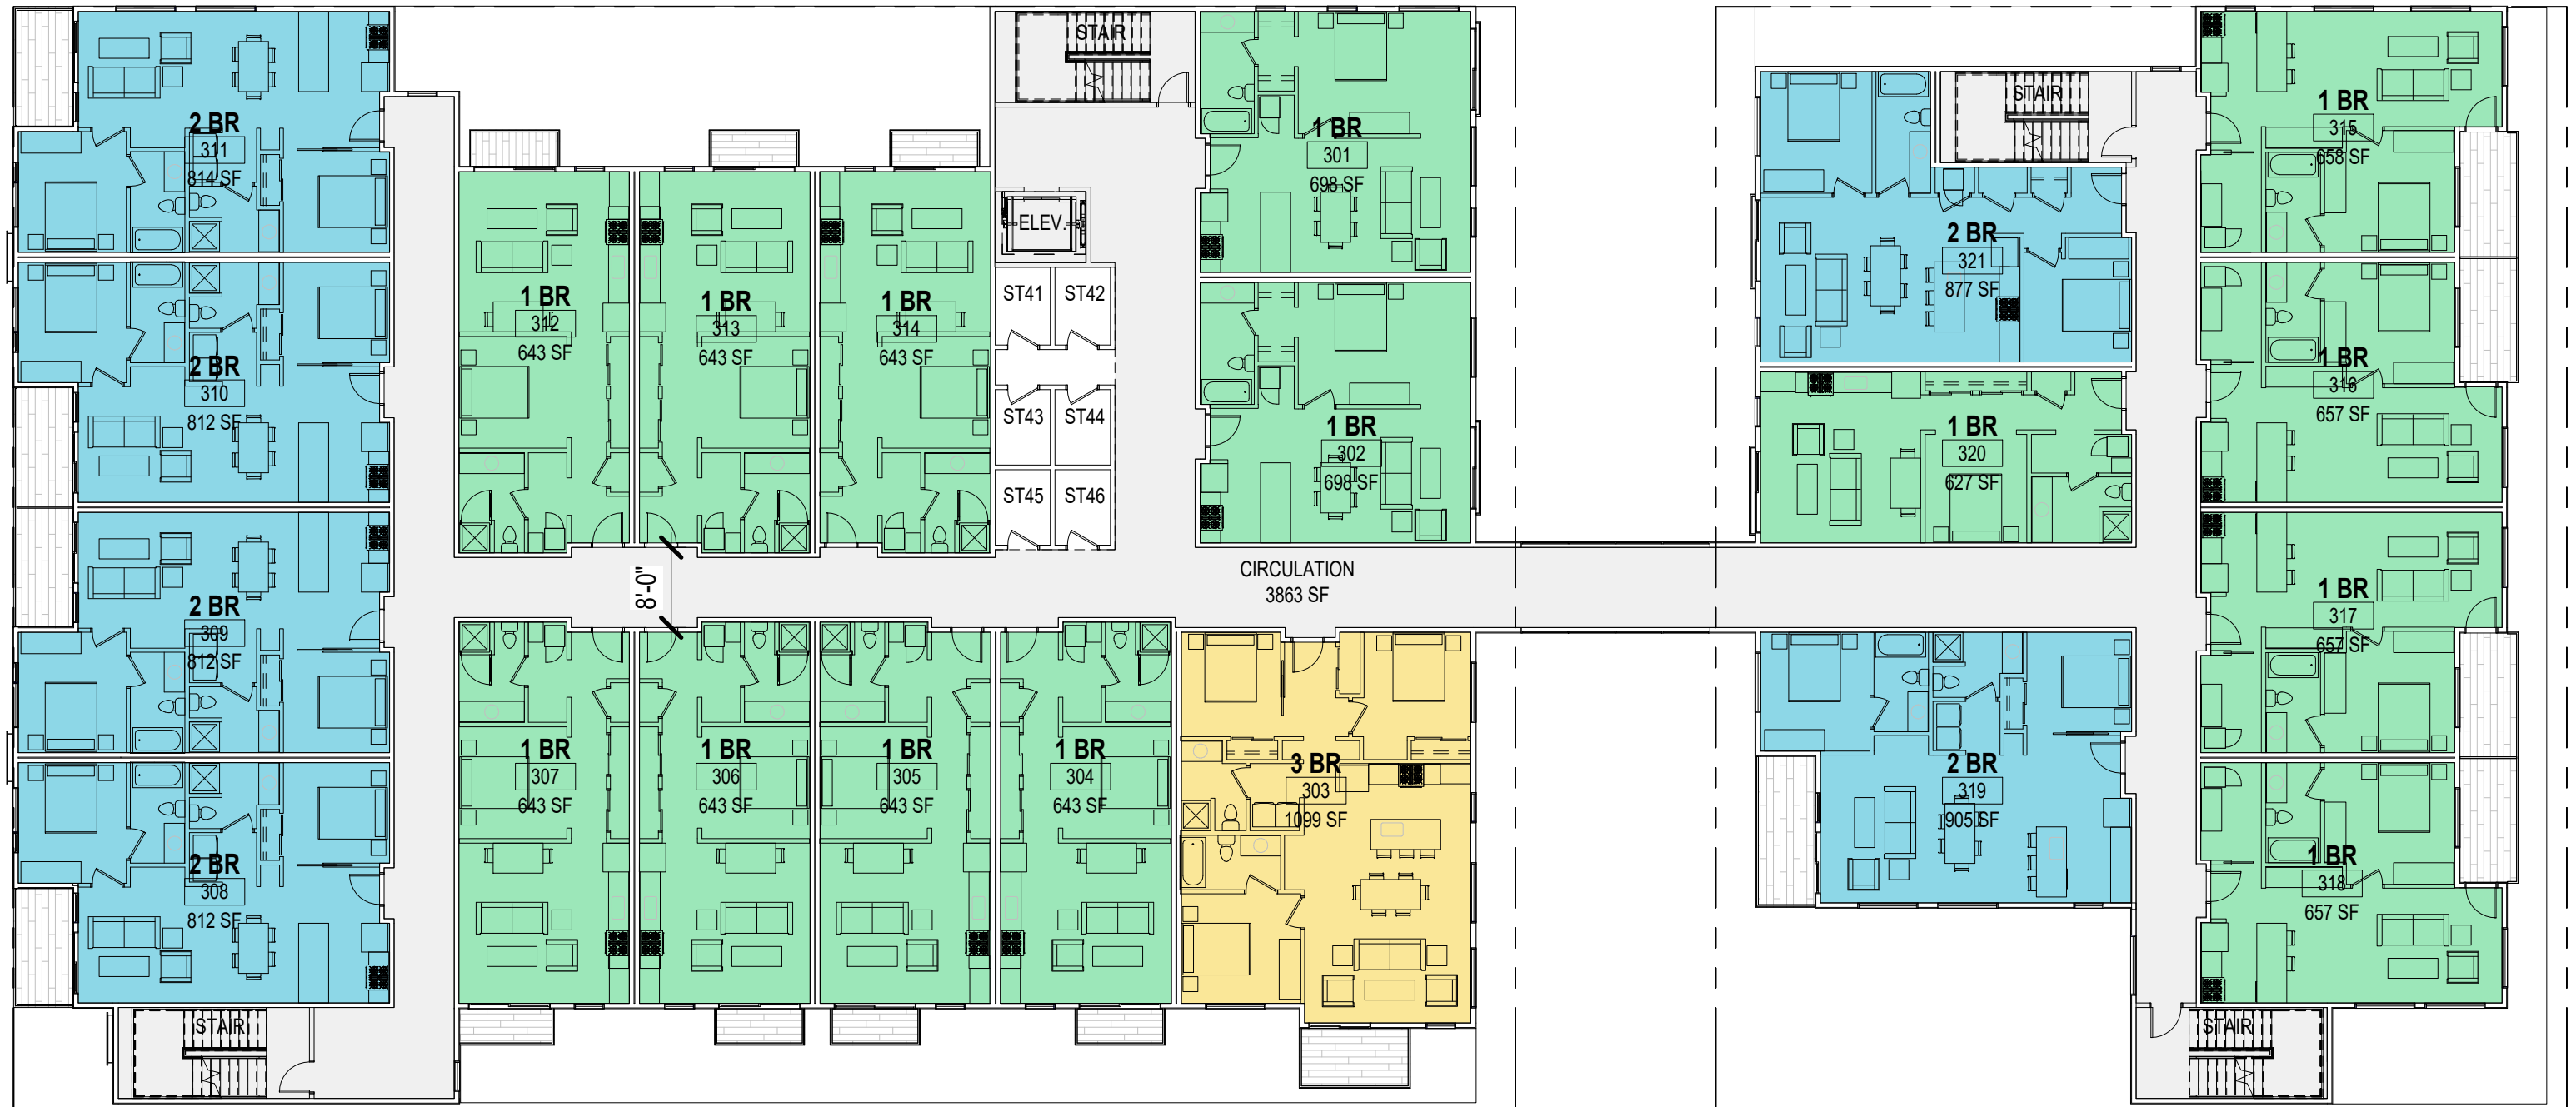 STAIR
2 BR
311
814 SF
1 BR
301
698 SF
STAIR
1 BR
315
658 SF
ELEV.
2 BR
321
877 SF
1 BR
312
643 SF
1 BR
313
643 SF
1 BR
314
643 SF
ST41
ST42
2 BR
310
812 SF
ST43
ST44
1 BR
302
698 SF
1 BR
320
627 SF
1 BR
316
657 SF
ST45
ST46
8'-0"
CIRCULATION
3863 SF
2 BR
309
812 SF
1 BR
317
657 SF
1 BR
307
643 SF
1 BR
306
643 SF
1 BR
305
643 SF
1 BR
304
643 SF
3 BR
303
1099 SF
2 BR
319
905 SF
2 BR
308
812 SF
1 BR
318
657 SF
STAIR
STAIR